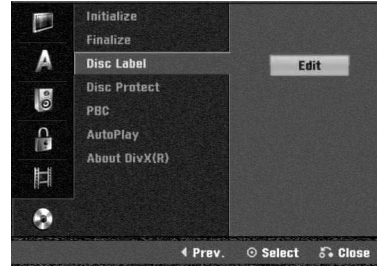 Initialize
Finalize
Disc Label
Edit
Disc Protect
PBC
AutoPlay
About DivX(R)
Prev. Select Close